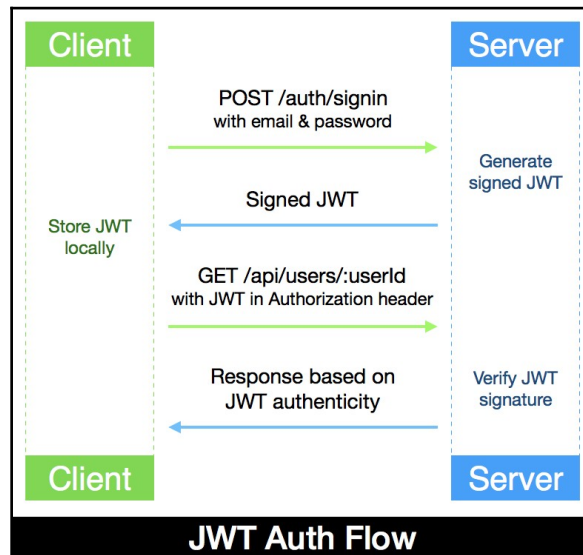 Client
Server
POST /auth/signin
with email & password
Generate
signed JWT
Signed JWT
Store JWT
locally
GET /api/users/:userId
with JWT in Authorization header
Response based on
JWT authenticity
Verify JWT
signature
Client
Server
JWT Auth Flow